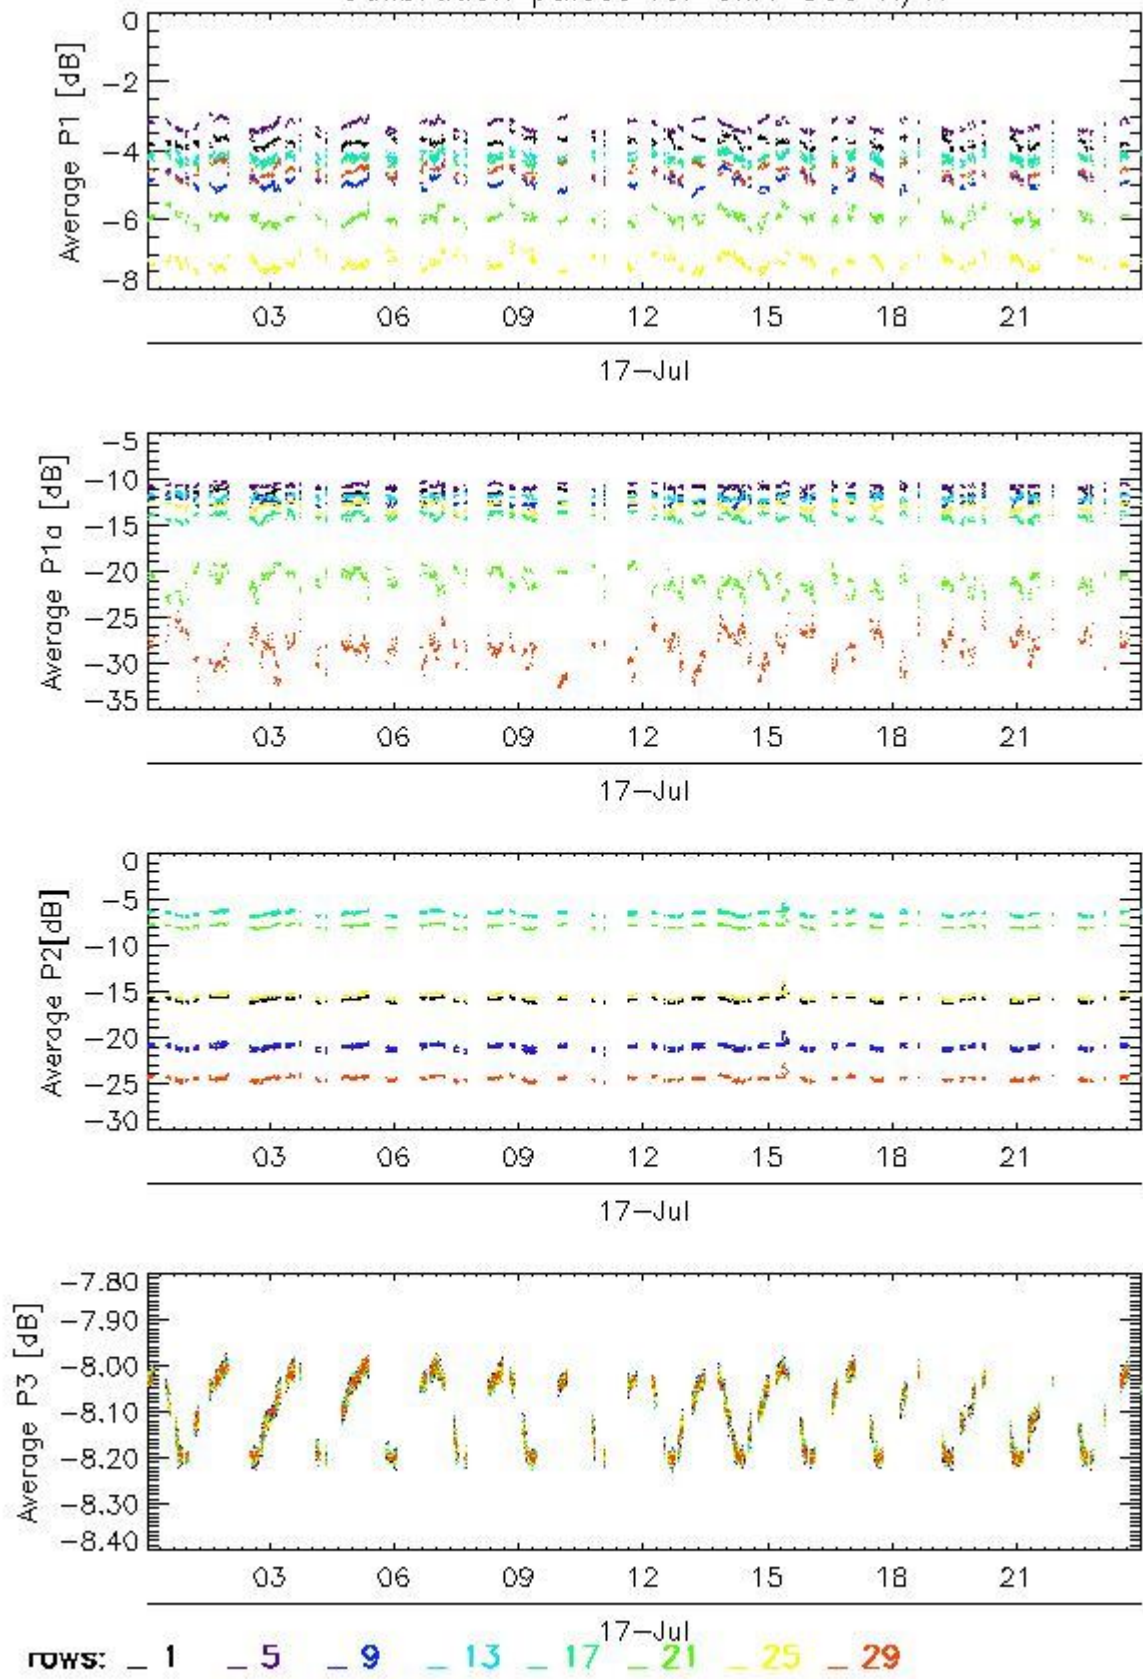 0
−2
−4
−6
−8
Average P1 [dB]
03 06 09 12 15 18 21
17−Jul
−5
−10
−15
−20
−25
−30
−35
Average P1a [dB]
03 06 09 12 15 18 21
17−Jul
0
−5
−10
−15
−20
−25
−30
Average P2[dB]
03 06 09 12 15 18 21
17−Jul
−7.80
−7.90
−8.00
−8.10
−8.20
−8.30
−8.40
Average P3 [dB]
03 06 09 12 15 18 21
17−Jul
rows: _ 1 _ 5 _ 9 _ 13 _ 17 _ 21 _ 25 _ 29